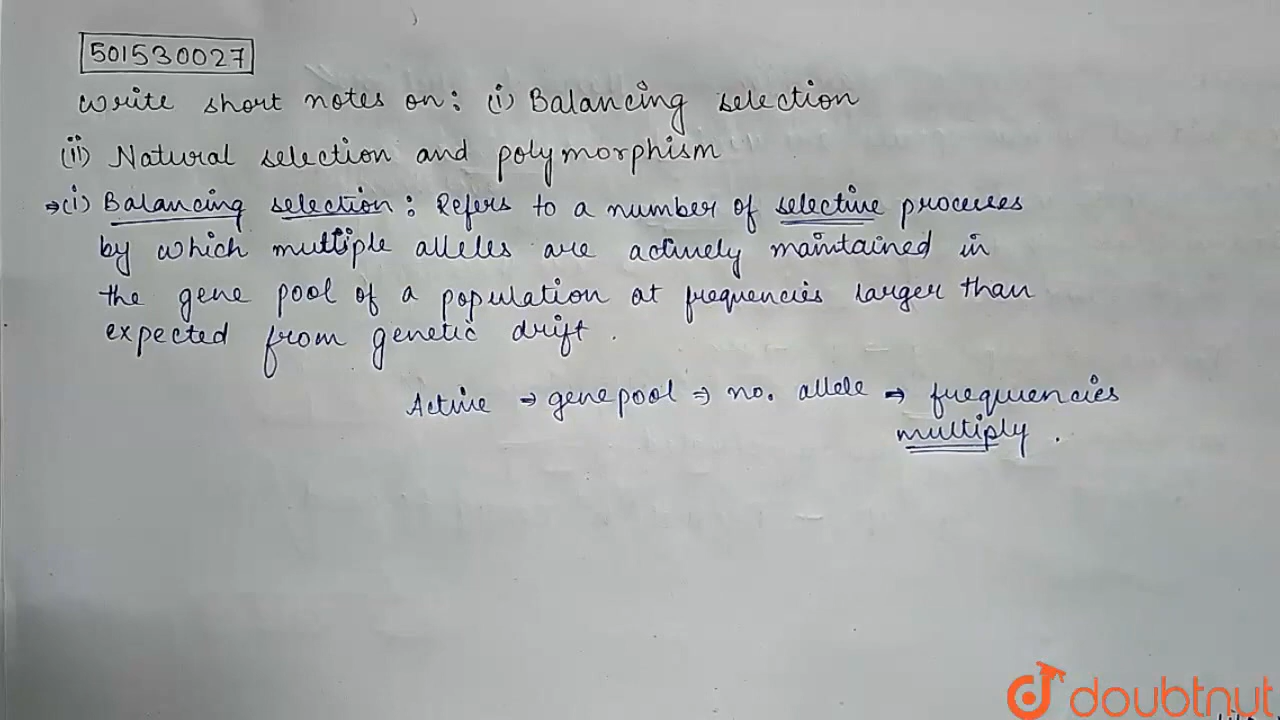 501530027
Write short notes on: (i) Balancing selection
(ii) Natural selection and polymorphism
⇒(i) Balancing selection: Refers to a number of selective processes
by which multiple alleles are actively maintained in
the gene pool of a population at frequencies larger than
expected from genetic drift.
Active → gene pool ⇒ no. allele → frequencies
multiply.
doubtnut